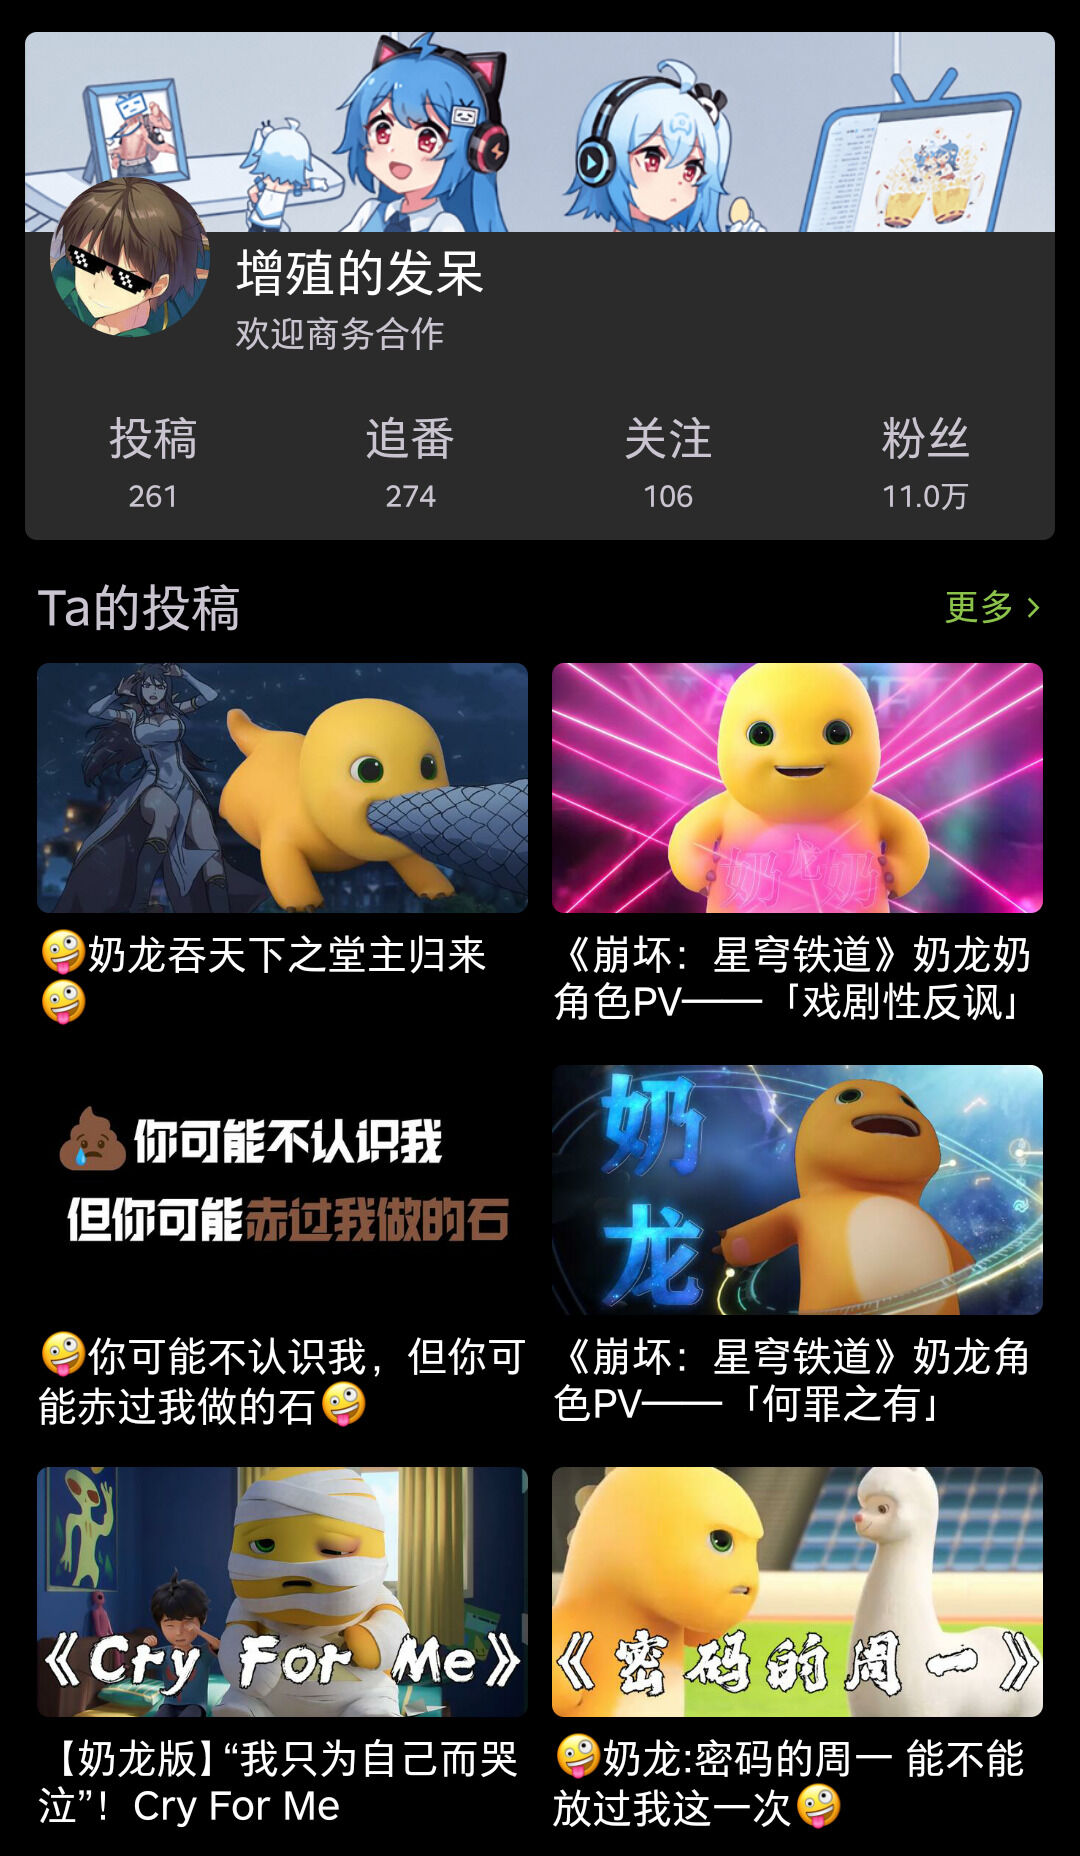 增殖的发呆
欢迎商务合作
投稿 追番 关注 粉丝
261 274 106 11.0万
Ta的投稿 更多 >
奶龙奶
🤪奶龙吞天下之堂主归来
🤪
《崩坏：星穹铁道》奶龙奶
角色PV——「戏剧性反讽」
💩你可能不认识我
但你可能赤过我做的石
奶
龙
🤪你可能不认识我，但你可
能赤过我做的石🤪
《崩坏：星穹铁道》奶龙角
色PV——「何罪之有」
《Cry For Me》
《密码的周一》
【奶龙版】“我只为自己而哭
泣”！Cry For Me
🤪奶龙:密码的周一 能不能
放过我这一次🤪